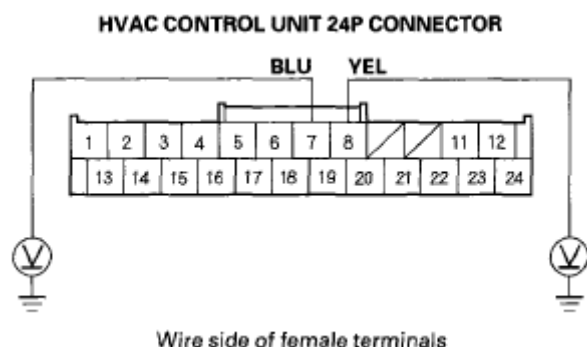 HVAC CONTROL UNIT 24P CONNECTOR
BLU YEL
1 2 3 4 5 6 7 8 11 12
13 14 15 16 17 18 19 20 21 22 23 24
V V
Wire side of female terminals